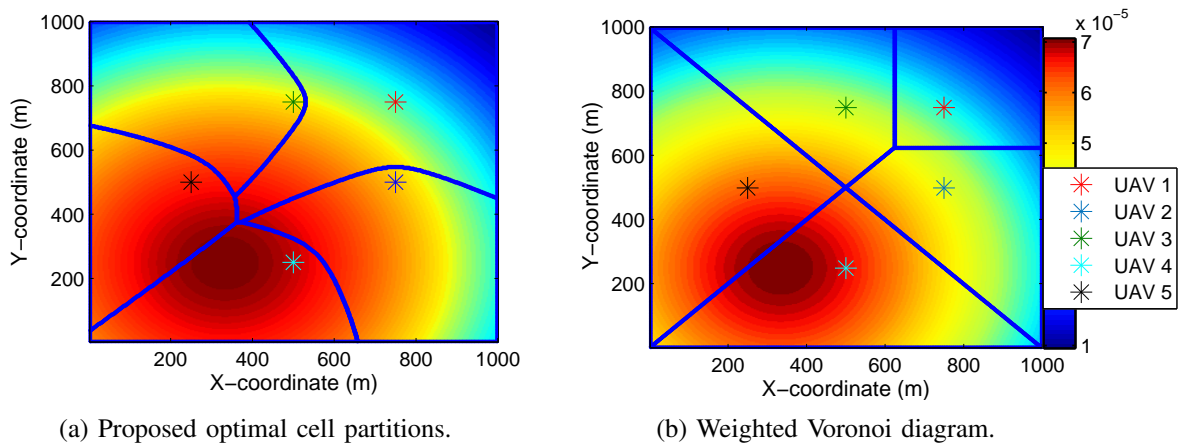 1000
800
600
400
200
Y−coordinate (m)
200 400 600 800 1000
X−coordinate (m)
(a) Proposed optimal cell partitions.
1000
800
600
400
200
Y−coordinate (m)
200 400 600 800 1000
X−coordinate (m)
(b) Weighted Voronoi diagram.
x 10⁻⁵
7
6
5
1
UAV 1
UAV 2
UAV 3
UAV 4
UAV 5